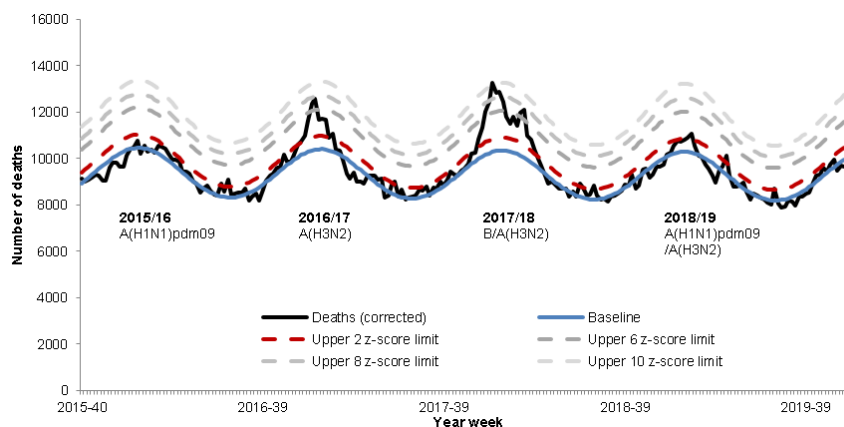 16000
14000
12000
10000
8000
6000
4000
2000
0
Number of deaths
2015/16
A(H1N1)pdm09
2016/17
A(H3N2)
2017/18
B/A(H3N2)
2018/19
A(H1N1)pdm09
/A(H3N2)
Deaths (corrected)
Baseline
Upper 2 z-score limit
Upper 6 z-score limit
Upper 8 z-score limit
Upper 10 z-score limit
2015-40
2016-39
2017-39
2018-39
2019-39
Year week